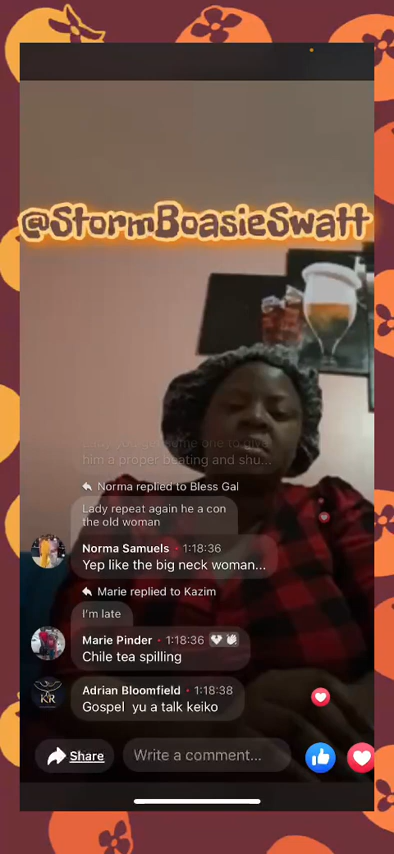 @StormBoasieSwatt
him a proper beating and shu...
Norma replied to Bless Gal
Lady repeat again he a con
the old woman
Norma Samuels · 1:18:36
Yep like the big neck woman...
Marie replied to Kazim
I'm late
Marie Pinder · 1:18:36
Chile tea spilling
Adrian Bloomfield · 1:18:38
Gospel yu a talk keiko
Share
Write a comment...